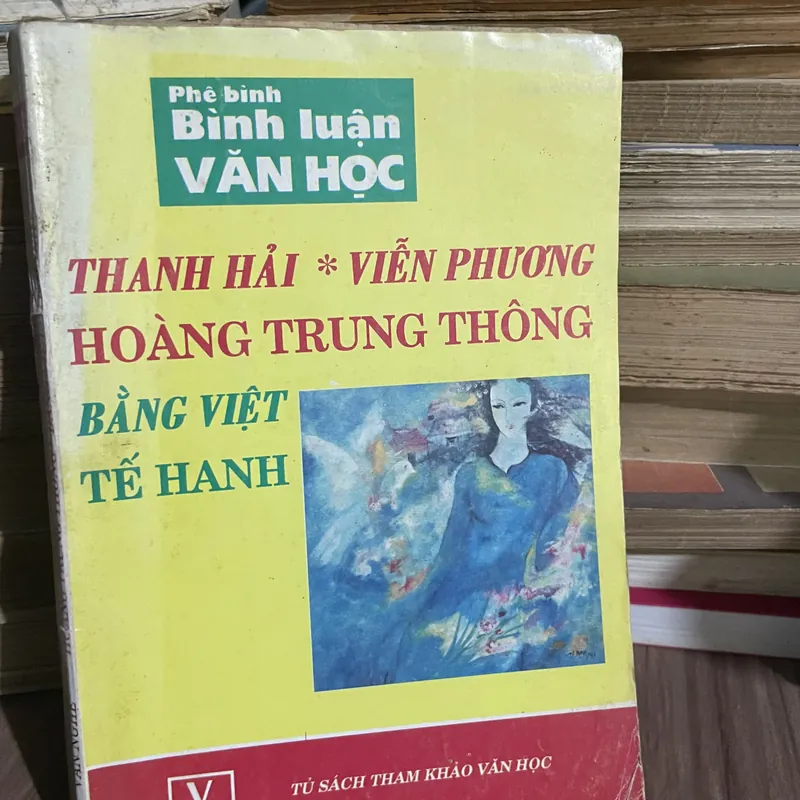 Phê bình
Bình luận
VĂN HỌC
THANH HẢI * VIỄN PHƯƠNG
HOÀNG TRUNG THÔNG
BẰNG VIỆT
TẾ HANH
V
TỦ SÁCH THAM KHẢO VĂN HỌC